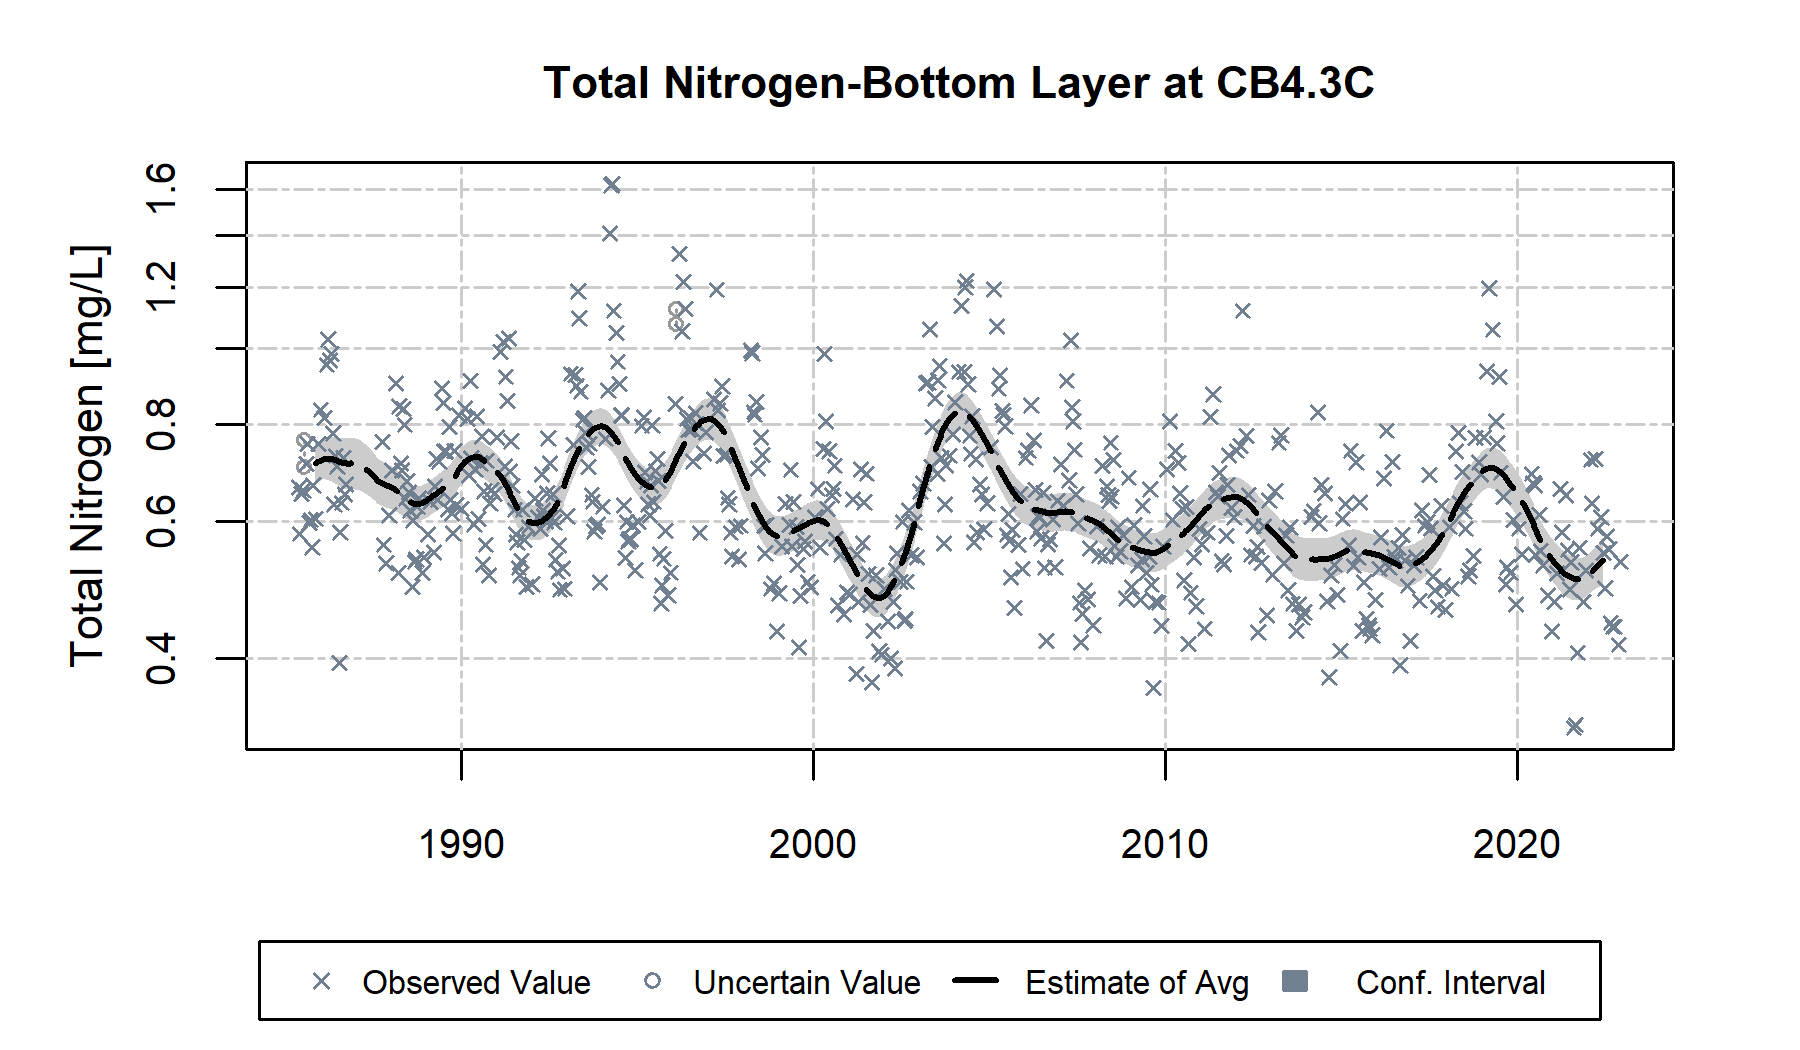 Total Nitrogen-Bottom Layer at CB4.3C
Total Nitrogen [mg/L]
1.6
1.2
0.8
0.6
0.4
1990 2000 2010 2020
Observed Value Uncertain Value Estimate of Avg Conf. Interval